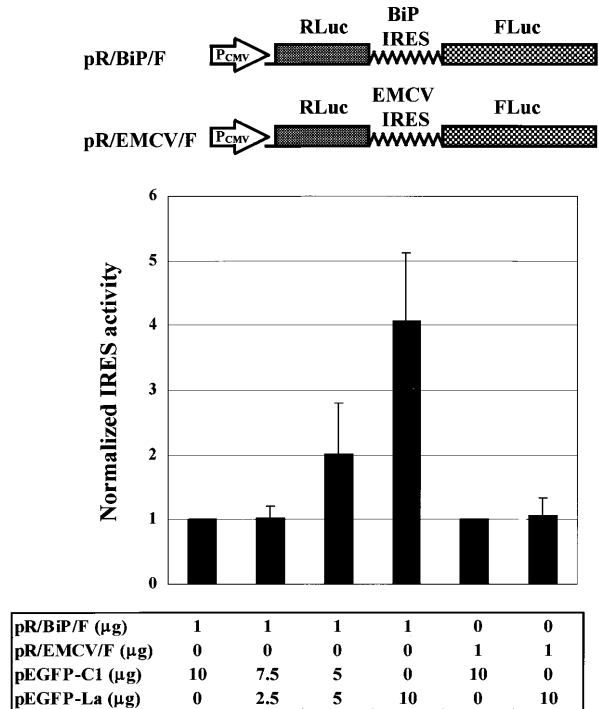 BiP
RLuc IRES FLuc
pR/BiP/F PCMV
EMCV
RLuc IRES FLuc
pR/EMCV/F PCMV
Normalized IRES activity
6
5
4
3
2
1
0
pR/BiP/F (µg) 1 1 1 1 0 0
pR/EMCV/F (µg) 0 0 0 0 1 1
pEGFP-C1 (µg) 10 7.5 5 0 10 0
pEGFP-La (µg) 0 2.5 5 10 0 10